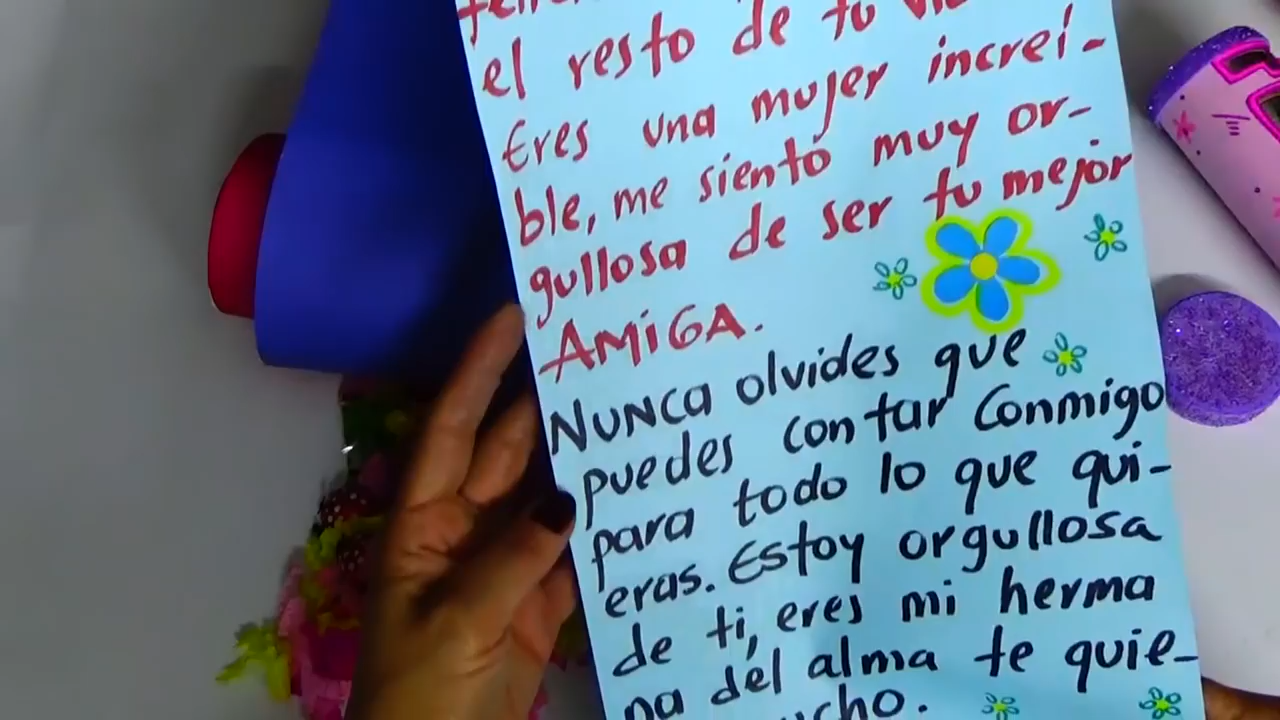 el resto de tu
Eres una mujer increí-
ble, me siento muy or-
gullosa de ser tu mejor
AMiGA.
NUNCA olvides que
puedes contar Conmigo
para todo lo que qui-
eras. Estoy orgullosa
de ti, eres mi herma
na del alma te quie-